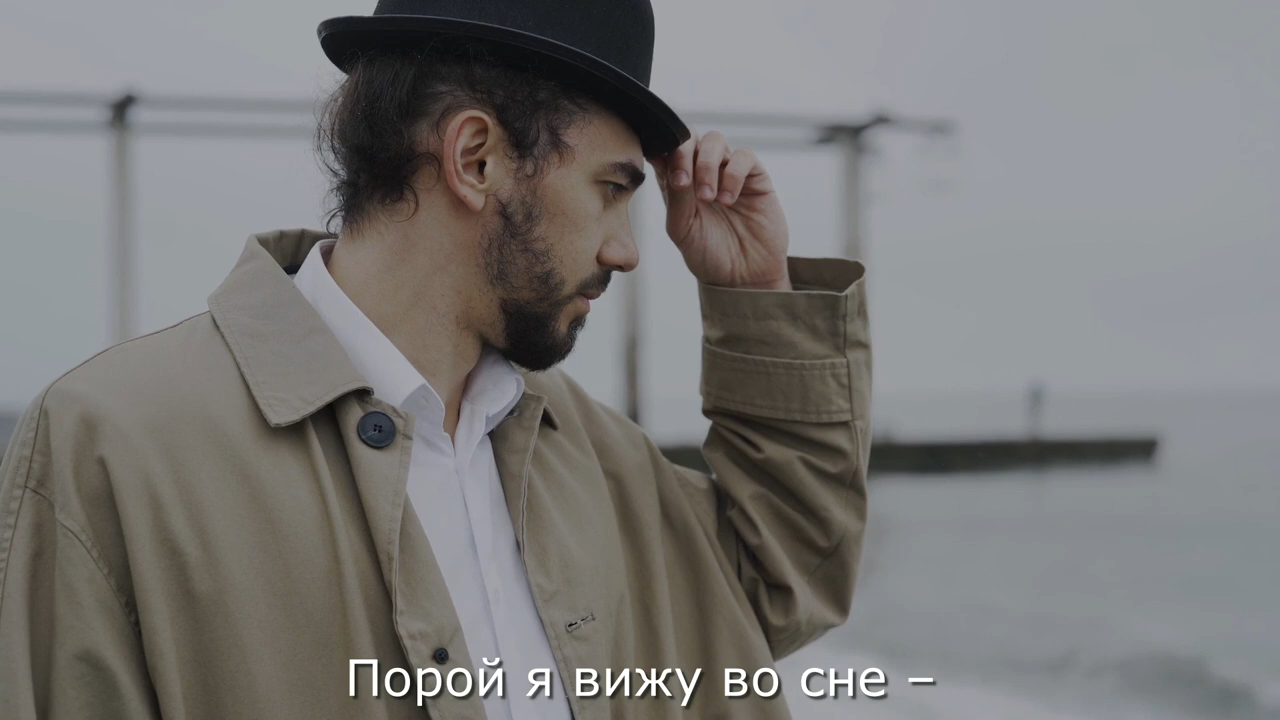 Порой я вижу во сне –